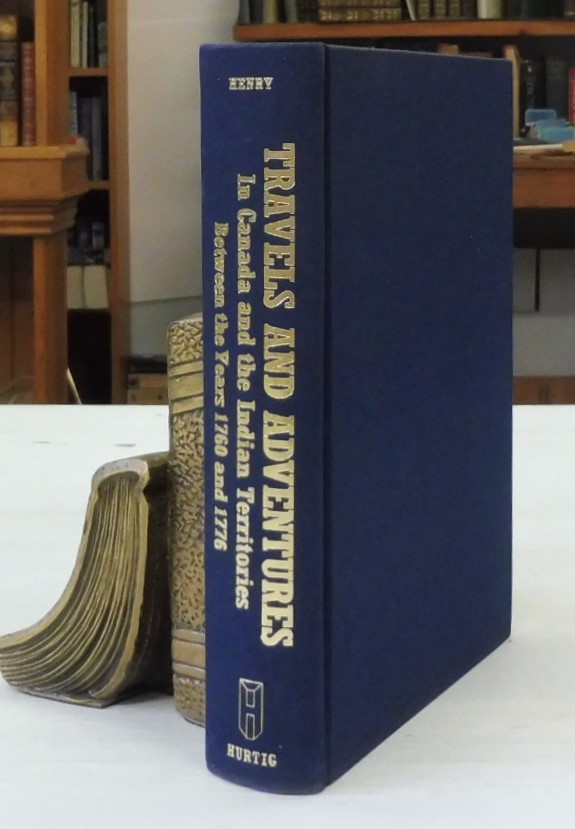 HENRY
TRAVELS AND ADVENTURES
In Canada and the Indian Territories
Between the Years 1760 and 1776
H
HURTIG